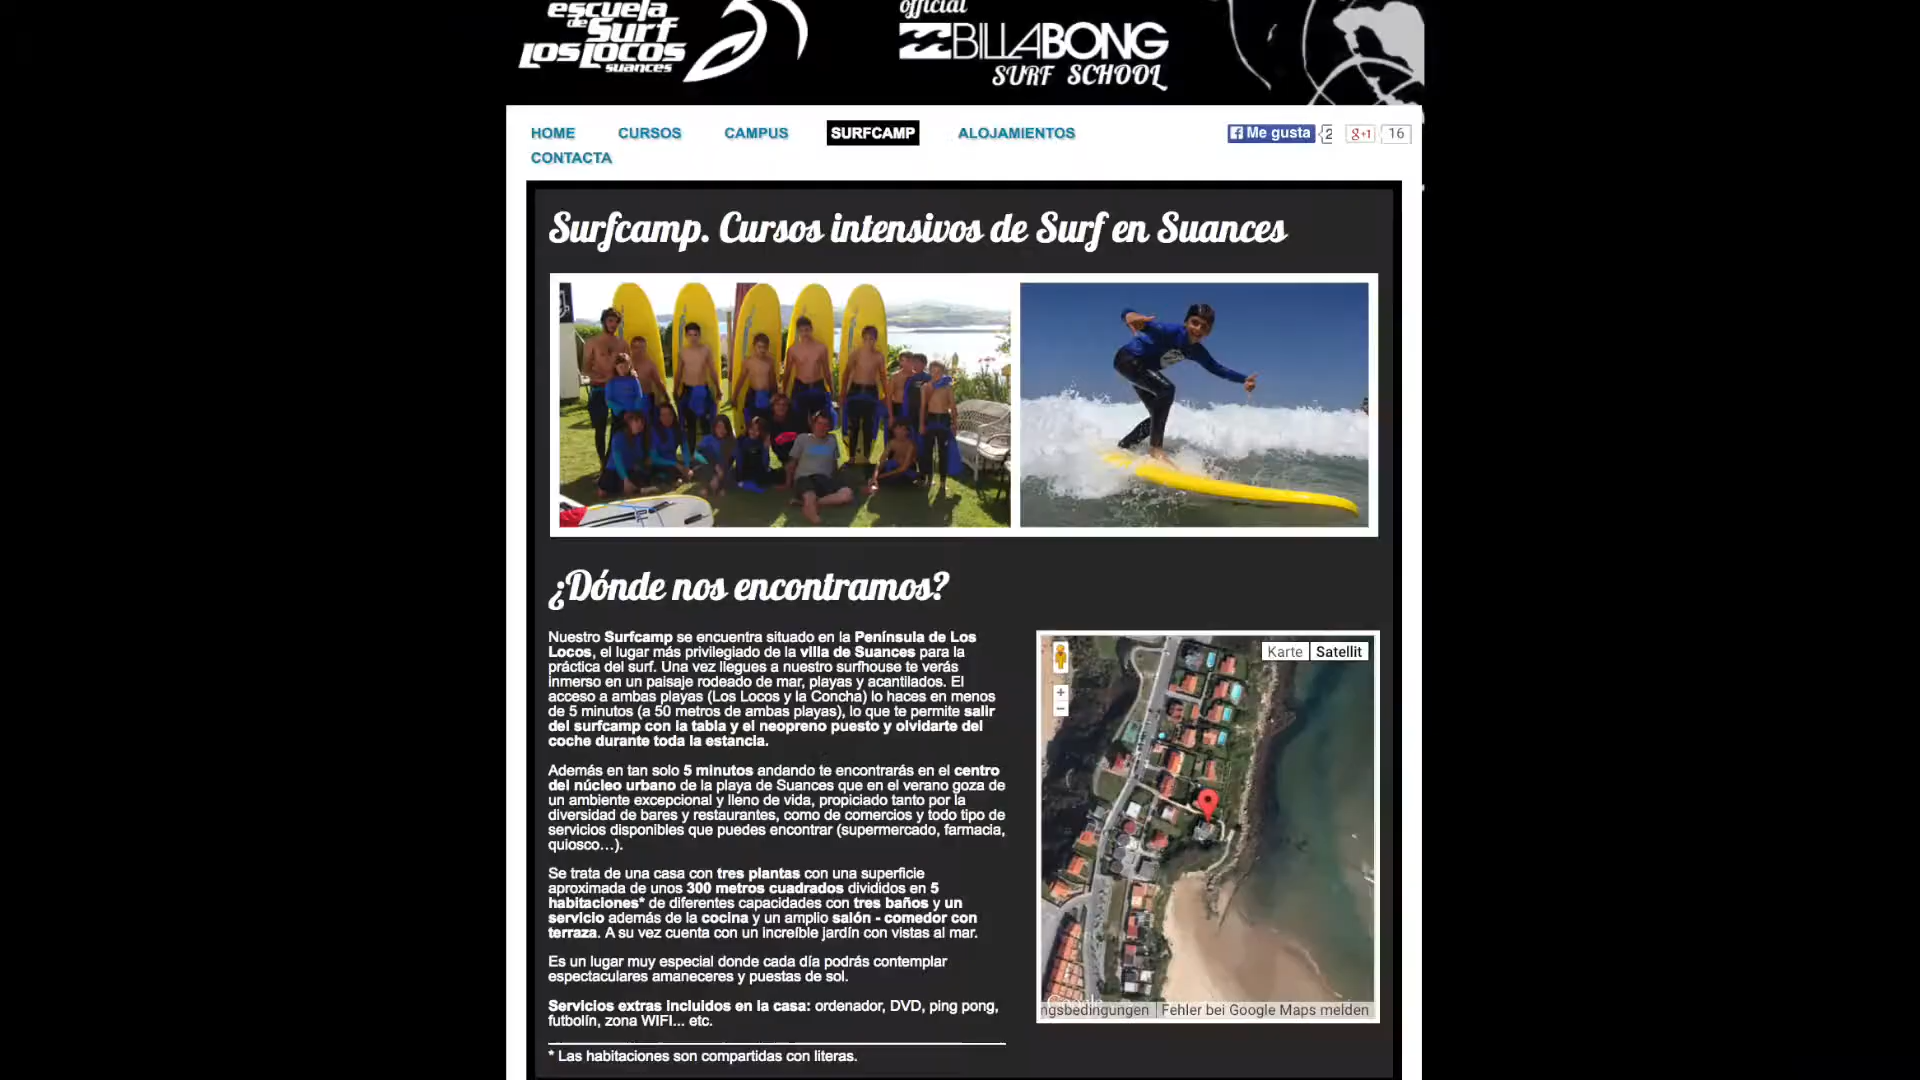 escuela
de Surf
Los Locos
suances
official
BILLABONG
SURF SCHOOL
HOME CURSOS CAMPUS SURFCAMP ALOJAMIENTOS
CONTACTA
Me gusta 2
g+1 16
Surfcamp. Cursos intensivos de Surf en Suances
¿Dónde nos encontramos?
Nuestro Surfcamp se encuentra situado en la Península de Los
Locos, el lugar más privilegiado de la villa de Suances para la
práctica del surf. Una vez llegues a nuestro surfhouse te verás
inmerso en un paisaje rodeado de mar, playas y acantilados. El
acceso a ambas playas (Los Locos y la Concha) lo haces en menos
de 5 minutos (a 50 metros de ambas playas), lo que te permite salir
del surfcamp con la tabla y el neopreno puesto y olvidarte del
coche durante toda la estancia.
Además en tan solo 5 minutos andando te encontrarás en el centro
del núcleo urbano de la playa de Suances que en el verano goza de
un ambiente excepcional y lleno de vida, propiciado tanto por la
diversidad de bares y restaurantes, como de comercios y todo tipo de
servicios disponibles que puedes encontrar (supermercado, farmacia,
quiosco…).
Se trata de una casa con tres plantas con una superficie
aproximada de unos 300 metros cuadrados divididos en 5
habitaciones* de diferentes capacidades con tres baños y un
servicio además de la cocina y un amplio salón - comedor con
terraza. A su vez cuenta con un increíble jardín con vistas al mar.
Es un lugar muy especial donde cada día podrás contemplar
espectaculares amaneceres y puestas de sol.
Servicios extras incluidos en la casa: ordenador, DVD, ping pong,
futbolín, zona WIFI... etc.
* Las habitaciones son compartidas con literas.
Karte Satellit
+
−
Google
ngsbedingungen Fehler bei Google Maps melden